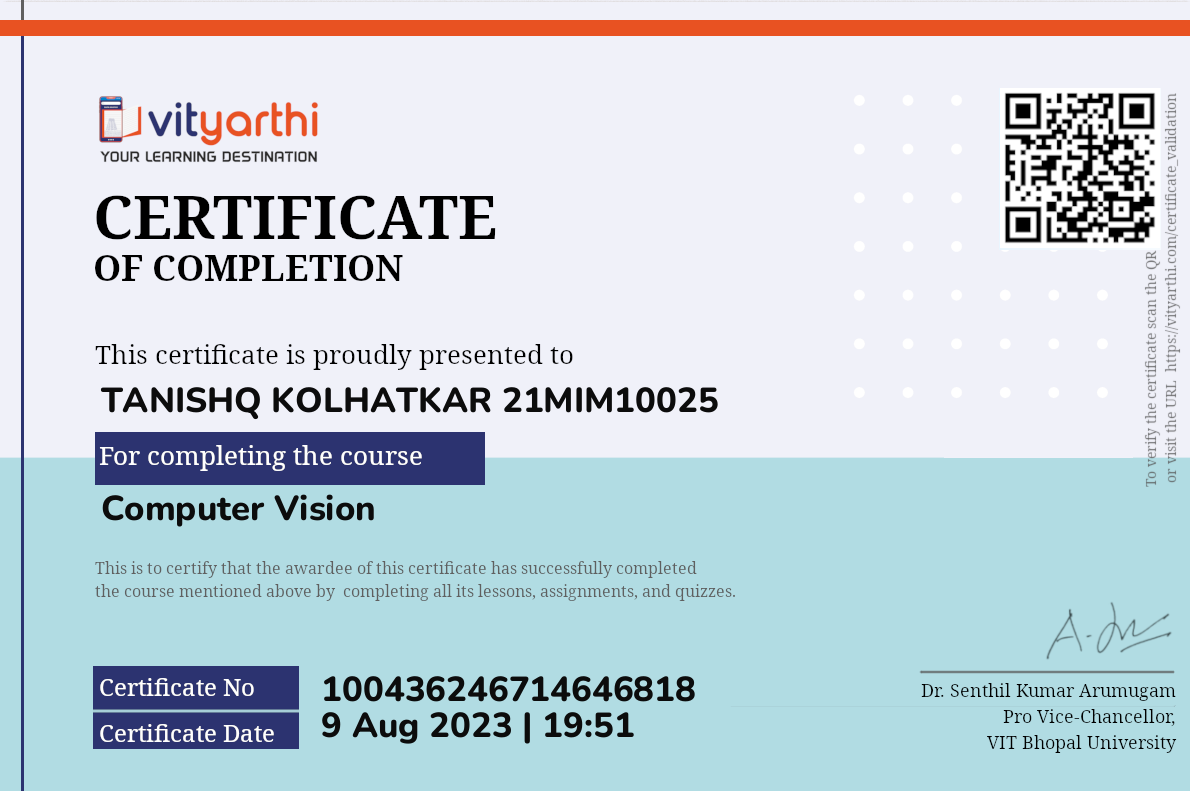 vityarthi
YOUR LEARNING DESTINATION
CERTIFICATE
OF COMPLETION
This certificate is proudly presented to
TANISHQ KOLHATKAR 21MIM10025
For completing the course
Computer Vision
This is to certify that the awardee of this certificate has successfully completed
the course mentioned above by completing all its lessons, assignments, and quizzes.
Certificate No
100436246714646818
Certificate Date
9 Aug 2023 | 19:51
To verify the certificate scan the QR
or visit the URL https://vityarthi.com/certificate_validation
Dr. Senthil Kumar Arumugam
Pro Vice-Chancellor,
VIT Bhopal University